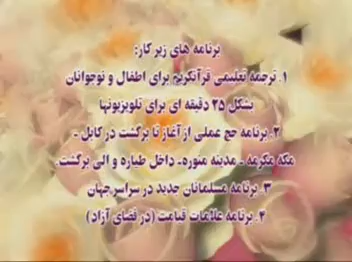 برنامه های زیر کار:
۱. ترجمه تعلیمی قرآنکریم برای اطفال و نوجوانان
بشکل ۲۵ دقیقه ای برای تلویزیونها
۲. برنامه حج عملی از آغاز تا برگشت در کابل -
مکه مکرمه - مدینه منوره- داخل طیاره و الی برگشت.
۳. برنامه مسلمانان جدید در سراسر جهان
۴. برنامه علامات قیامت (در فضای آزاد)